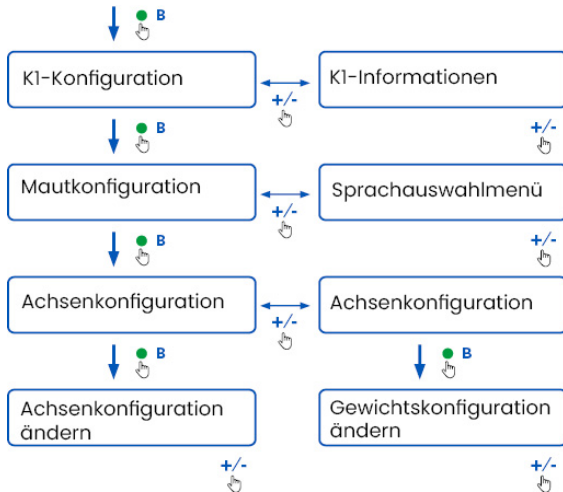 B
K1-Konfiguration
K1-Informationen
+/-
B
+/-
Mautkonfiguration
Sprachauswahlmenü
+/-
B
+/-
Achsenkonfiguration
Achsenkonfiguration
+/-
B
B
Achsenkonfiguration
ändern
Gewichtskonfiguration
ändern
+/-
+/-